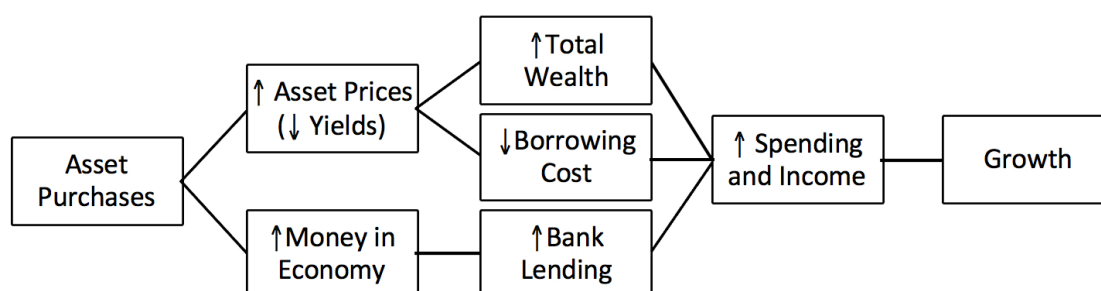 Asset
Purchases
↑ Asset Prices
(↓ Yields)
↑Money in
Economy
↑Total
Wealth
↓Borrowing
Cost
↑Bank
Lending
↑ Spending
and Income
Growth